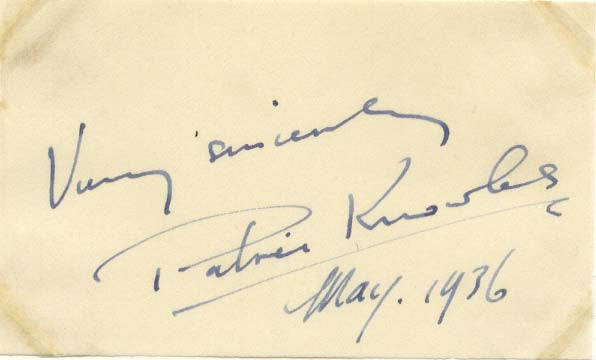 Very sincerely
Patric Knowles
May. 1936